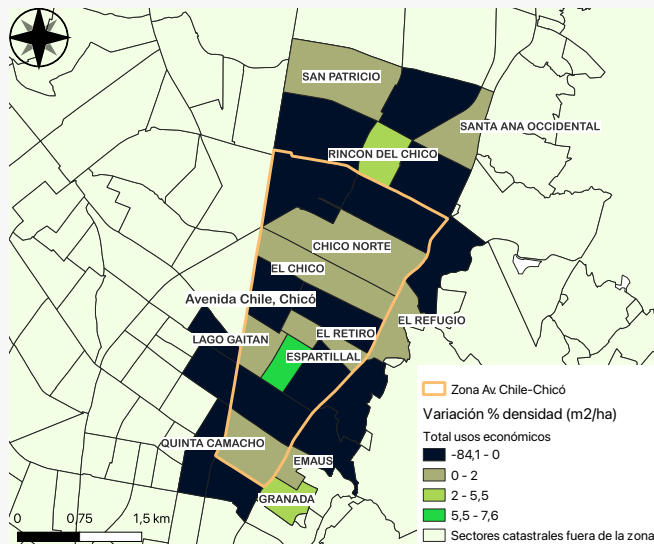 SAN PATRICIO
SANTA ANA OCCIDENTAL
RINCON DEL CHICO
CHICO NORTE
EL CHICO
Avenida Chile, Chicó
EL REFUGIO
EL RETIRO
LAGO GAITAN
ESPARTILLAL
QUINTA CAMACHO
EMAUS
GRANADA
Zona Av. Chile-Chicó
Variación % densidad (m2/ha)
Total usos económicos
-84,1 - 0
0 - 2
2 - 5,5
5,5 - 7,6
Sectores catastrales fuera de la zona
0 0,75 1,5 km